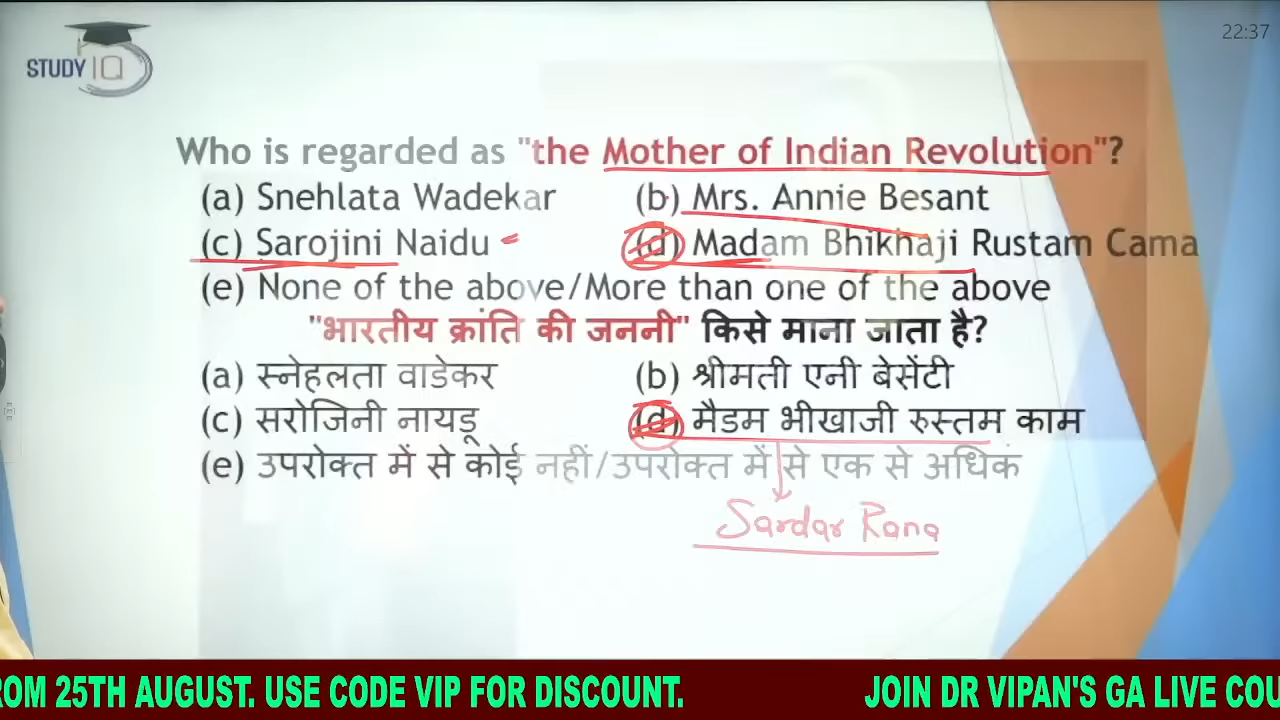 22:37
STUDY IQ
Who is regarded as "the Mother of Indian Revolution"?
(a) Snehlata Wadekar (b) Mrs. Annie Besant
(c) Sarojini Naidu (d) Madam Bhikhaji Rustam Cama
(e) None of the above/More than one of the above
"भारतीय क्रांति की जननी" किसे माना जाता है?
(a) स्नेहलता वाडेकर (b) श्रीमती एनी बेसेंटी
(c) सरोजिनी नायडू (d) मैडम भीखाजी रुस्तम काम
(e) उपरोक्त में से कोई नहीं/उपरोक्त में से एक से अधिक
Sardar Rana
ROM 25TH AUGUST. USE CODE VIP FOR DISCOUNT. JOIN DR VIPAN'S GA LIVE COU